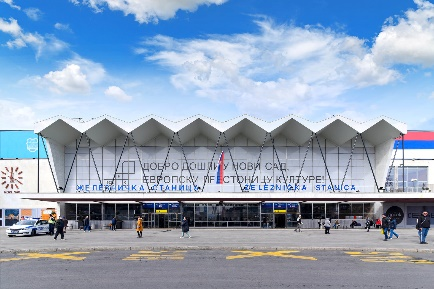 ДОБРО ДОШЛИ У НОВИ САД
ЕВРОПСКУ ПРЕСТОНИЦУ КУЛТУРЕ!
ЖЕЛЕЗНИЧКА СТАНИЦА ŽELEZNIČKA STANICA